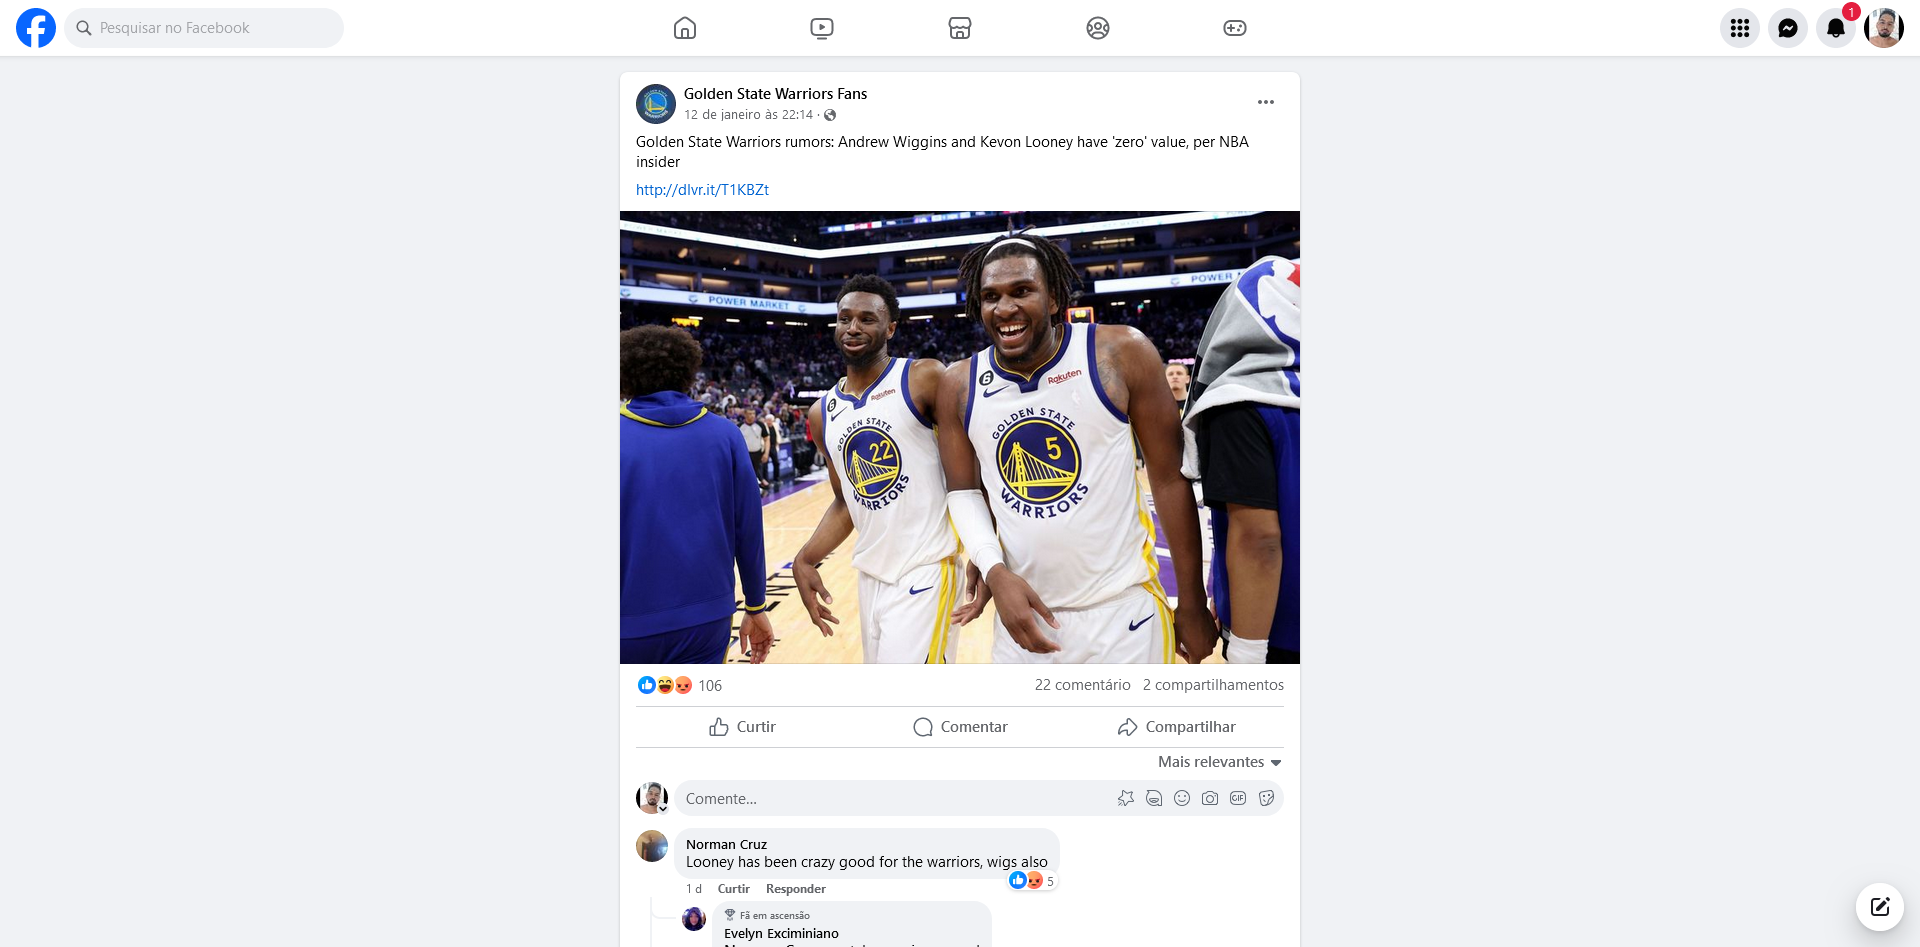 Pesquisar no Facebook
1
Golden State Warriors Fans
12 de janeiro às 22:14 ·
Golden State Warriors rumors: Andrew Wiggins and Kevon Looney have 'zero' value, per NBA
insider
http://dlvr.it/T1KBZt
POWER MARKET
POWER M
6
Rakuten
GOLDEN STATE
22
WARRIORS
6
Rakuten
GOLDEN STATE
5
WARRIORS
106
22 comentário 2 compartilhamentos
Curtir Comentar Compartilhar
Mais relevantes
Comente...
GIF
Norman Cruz
Looney has been crazy good for the warriors, wigs also
5
1 d Curtir Responder
Fã em ascensão
Evelyn Exciminiano